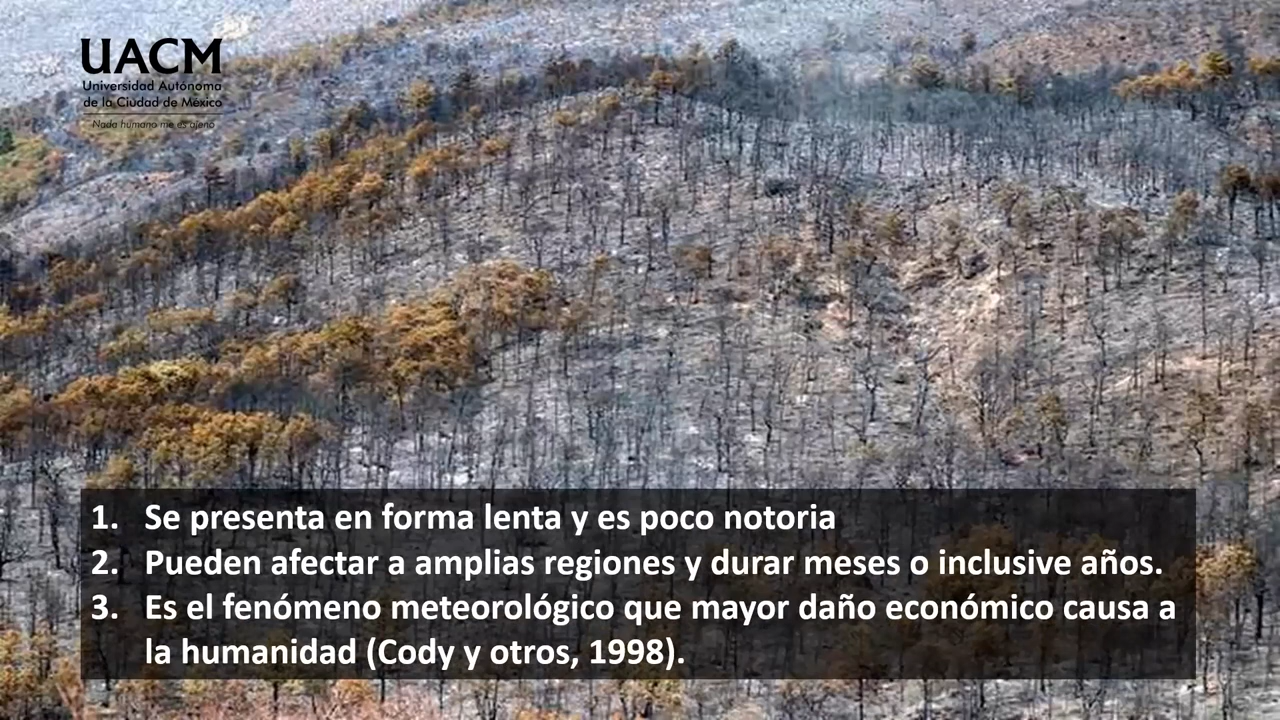 UACM
Universidad Autónoma
de la Ciudad de México
Nada humano me es ajeno
1. Se presenta en forma lenta y es poco notoria
2. Pueden afectar a amplias regiones y durar meses o inclusive años.
3. Es el fenómeno meteorológico que mayor daño económico causa a
la humanidad (Cody y otros, 1998).